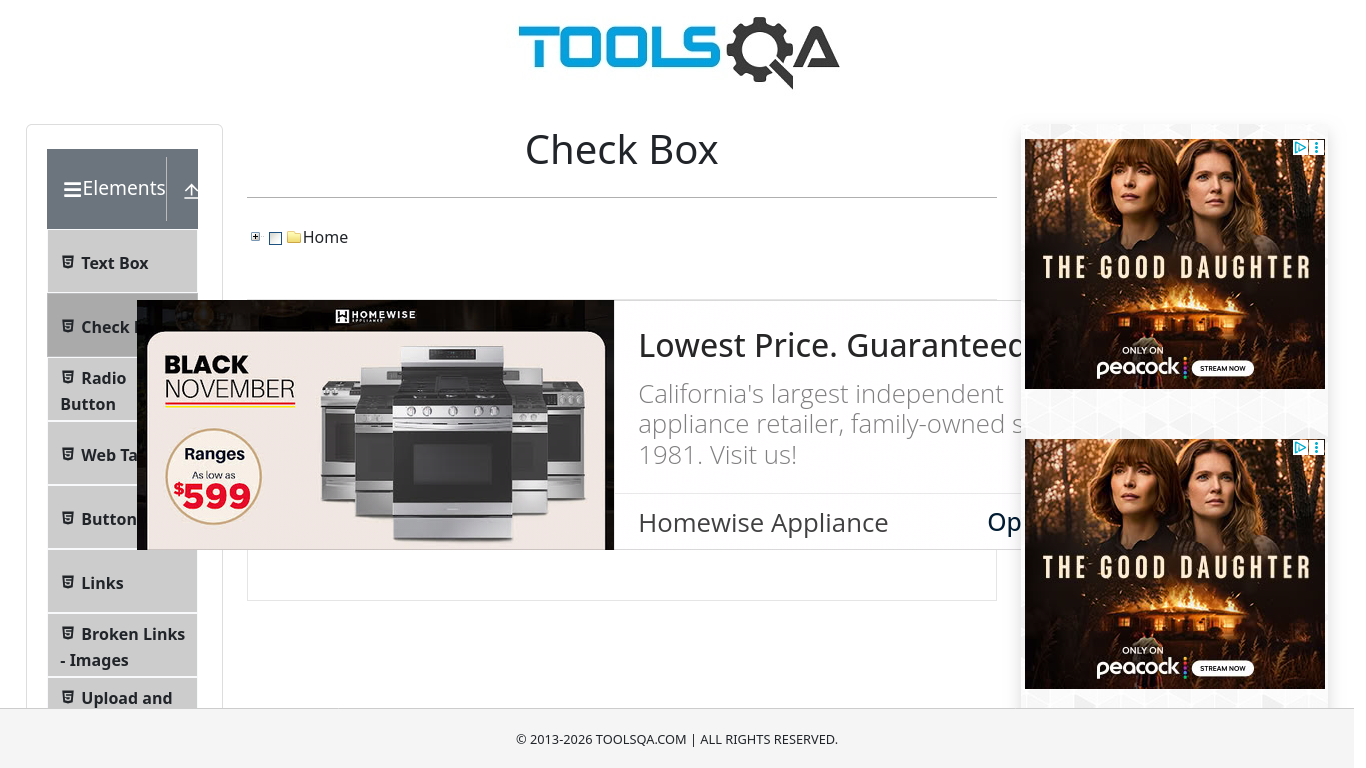 TOOLSQA
Check Box
Elements
Text Box
Check
Radio
Button
Web Ta
Button
Links
Broken Links
- Images
Upload and
Home
HOMEWISE
APPLIANCE
BLACK
NOVEMBER
Ranges
As low as
$599
Lowest Price. Guaranteed
California's largest independent
appliance retailer, family-owned s
1981. Visit us!
Homewise Appliance
Op
THE GOOD DAUGHTER
ONLY ON
peacock
STREAM NOW
THE GOOD DAUGHTER
ONLY ON
peacock
STREAM NOW
© 2013-2026 TOOLSQA.COM | ALL RIGHTS RESERVED.